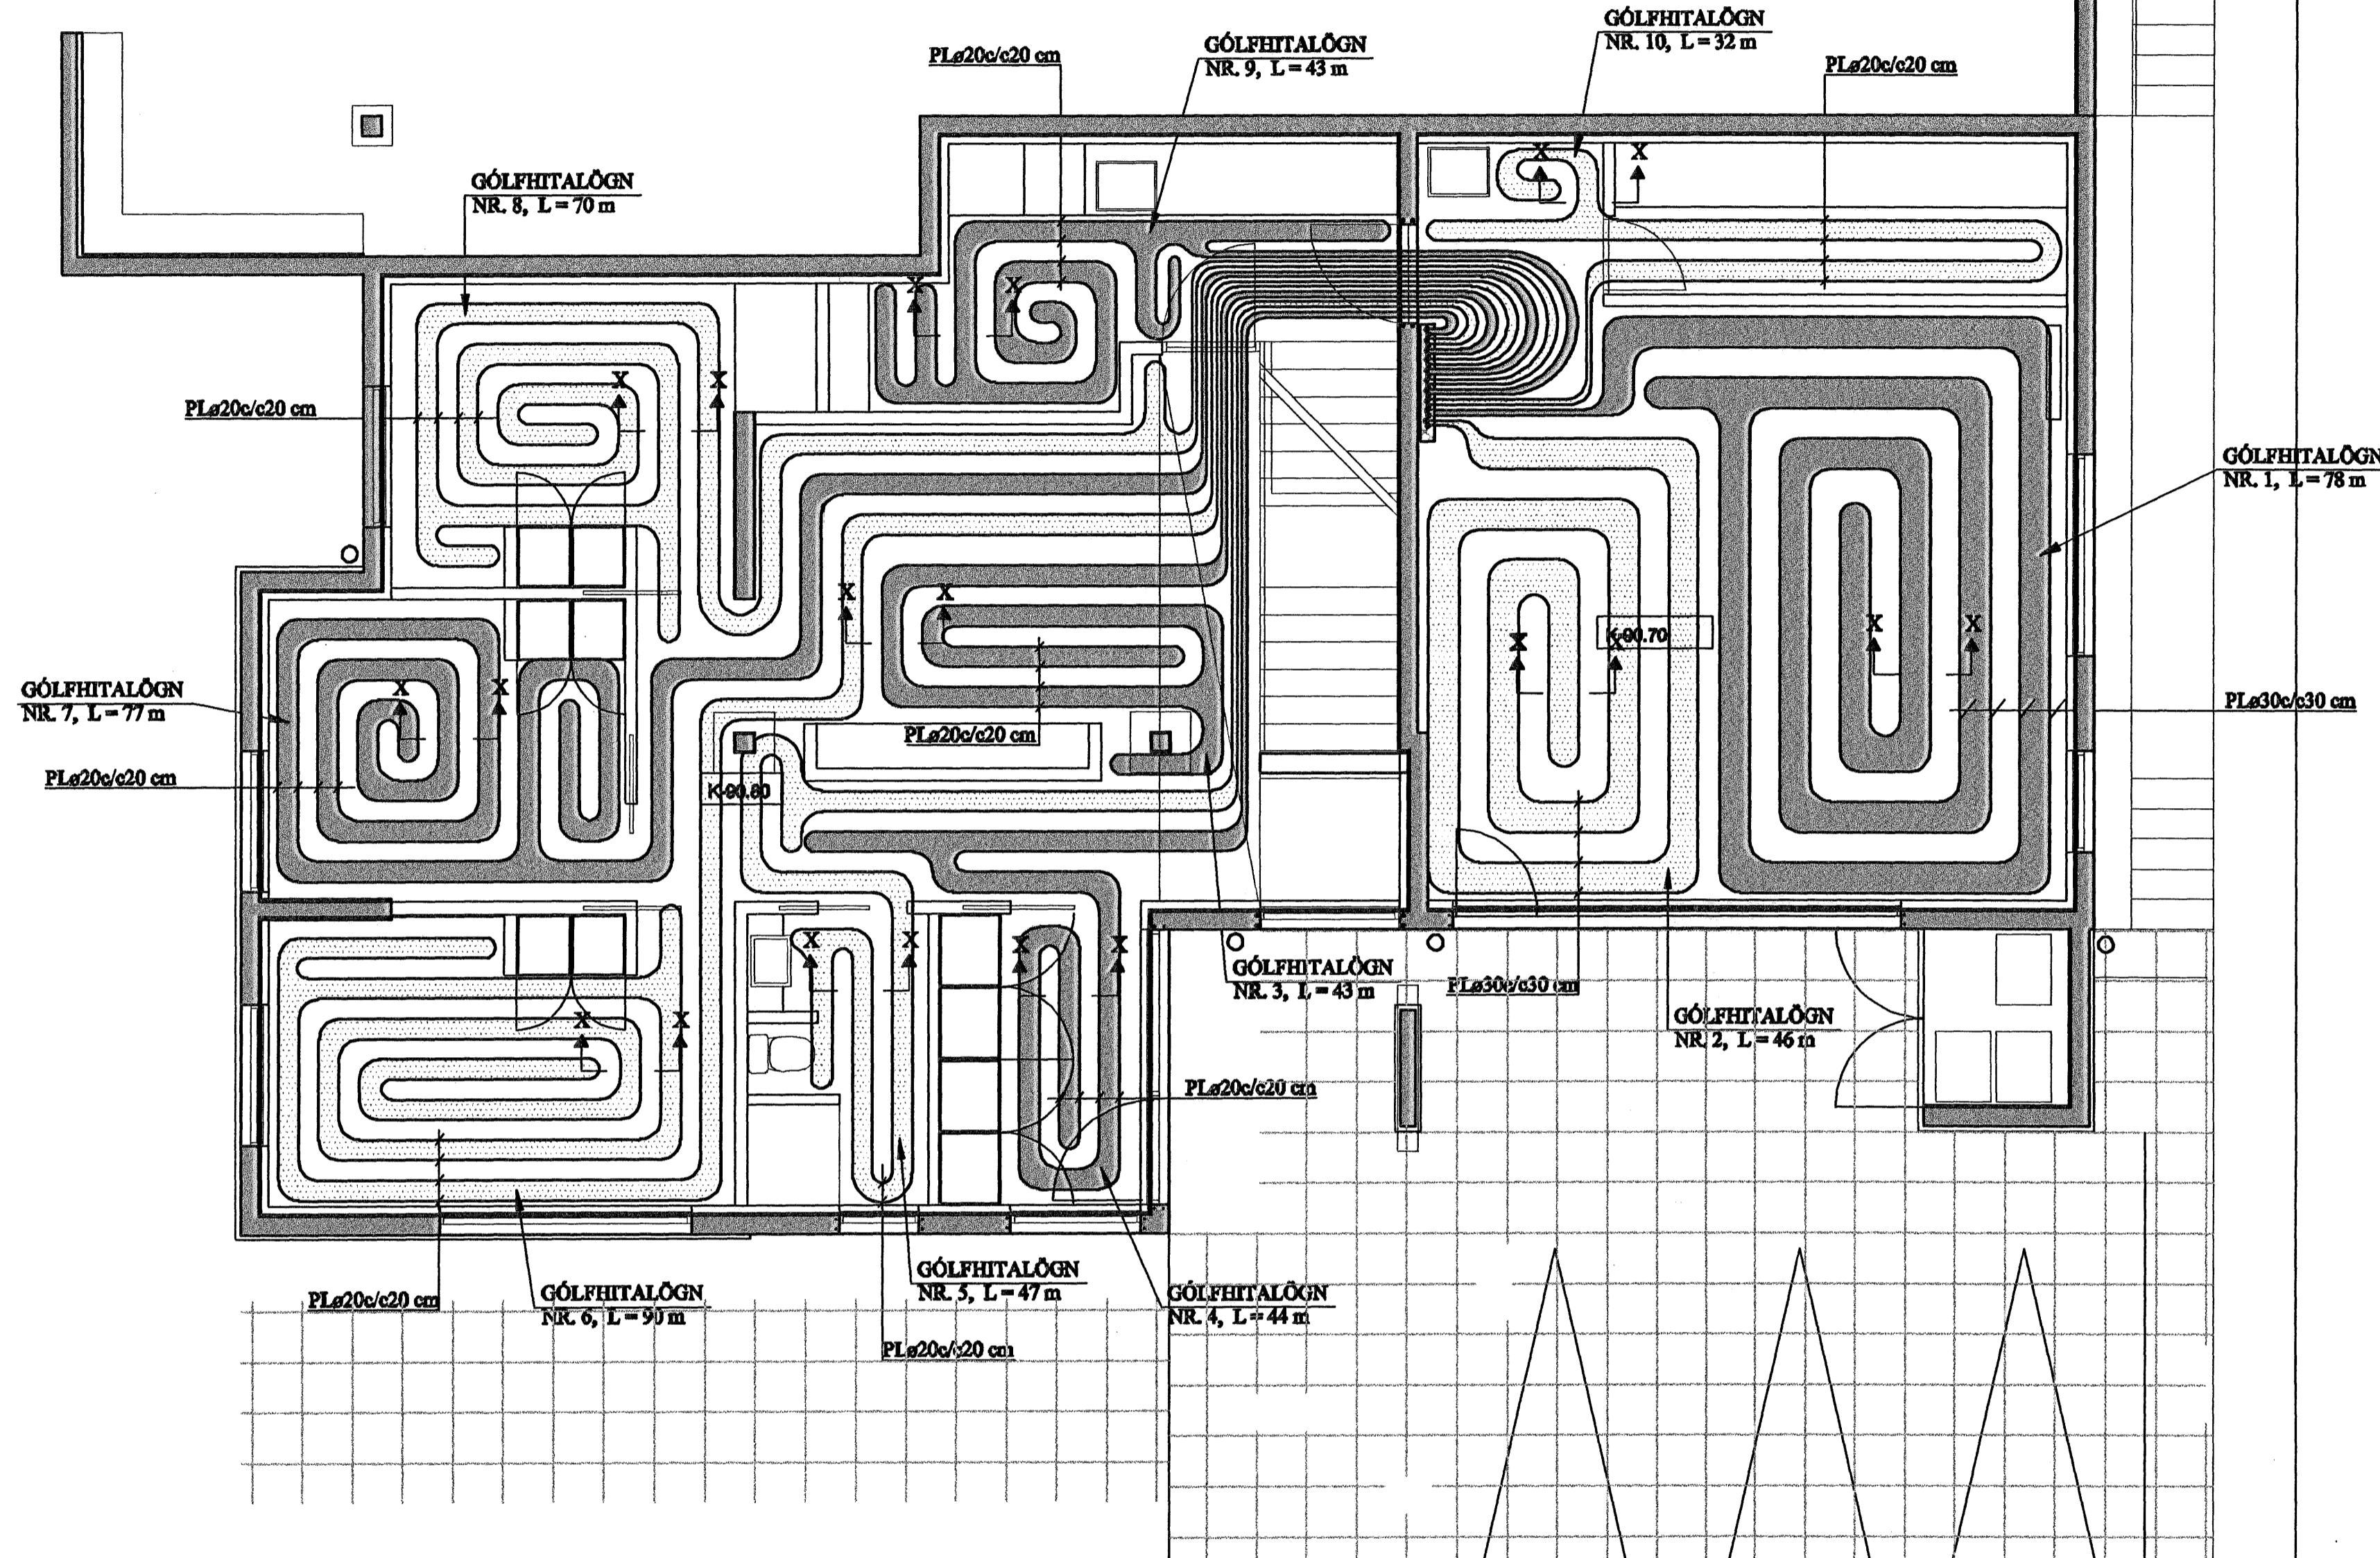 GÓLFHITALÖGN
NR. 10, L = 32 m
GÓLFHITALÖGN
NR. 9, L = 43 m
PLø20c/c20 cm
PLø20c/c20 cm
GÓLFHITALÖGN
NR. 8, L = 70 m
X X
X X
X X
PLø20c/c20 cm
GÓLFHITALÖGN
NR. 1, L = 78 m
X X
X X
X X
K-90.70
GÓLFHITALÖGN
NR. 7, L = 77 m
X X
PLø30c/c30 cm
PLø20c/c20 cm
PLø20c/c20 cm
K-90.80
X X
X X
GÓLFHITALÖGN
NR. 3, L = 43 m
PLø30c/c30 cm
GÓLFHITALÖGN
NR. 2, L = 46 m
X X
PLø20c/c20 cm
GÓLFHITALÖGN
NR. 5, L = 47 m
PLø20c/c20 cm
GÓLFHITALÖGN
NR. 6, L = 90 m
GÓLFHITALÖGN
NR. 4, L = 44 m
PLø20c/c20 cm